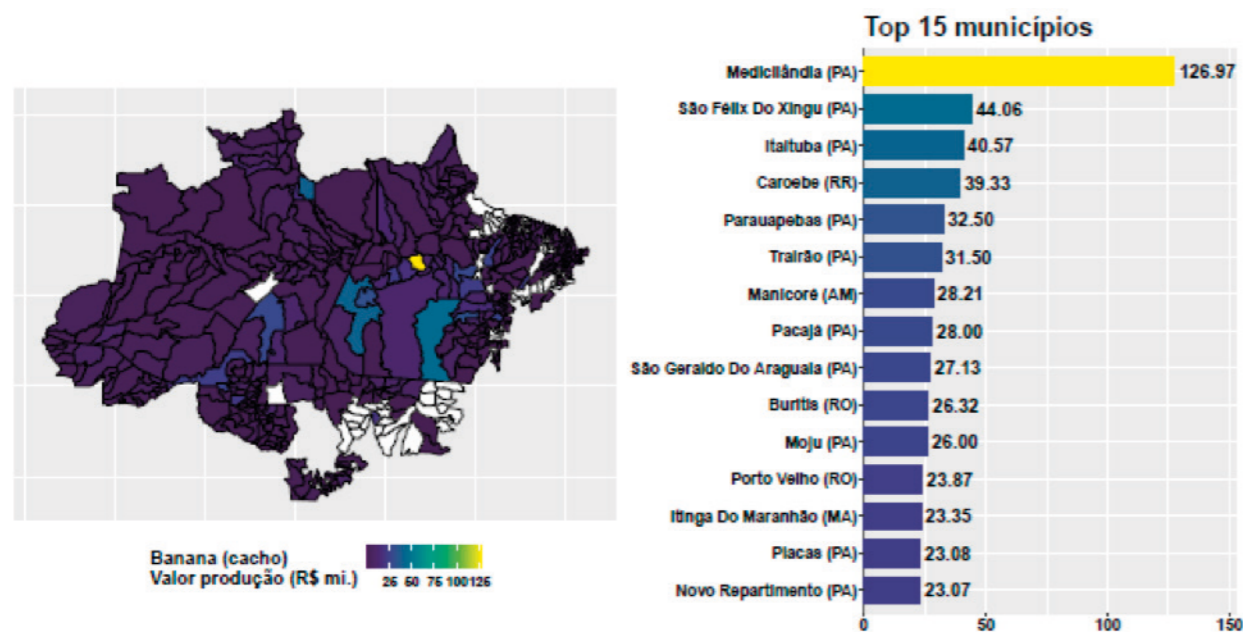 Top 15 municípios
Medicilândia (PA) 126.97
São Félix Do Xingu (PA) 44.06
Itaituba (PA) 40.57
Caroebe (RR) 39.33
Parauapebas (PA) 32.50
Trairão (PA) 31.50
Manicoré (AM) 28.21
Pacajá (PA) 28.00
São Geraldo Do Araguaia (PA) 27.13
Buritis (RO) 26.32
Moju (PA) 26.00
Porto Velho (RO) 23.87
Itinga Do Maranhão (MA) 23.35
Placas (PA) 23.08
Novo Repartimento (PA) 23.07
0 50 100 150
Banana (cacho)
Valor produção (R$ mi.)
25 50 75 100 125